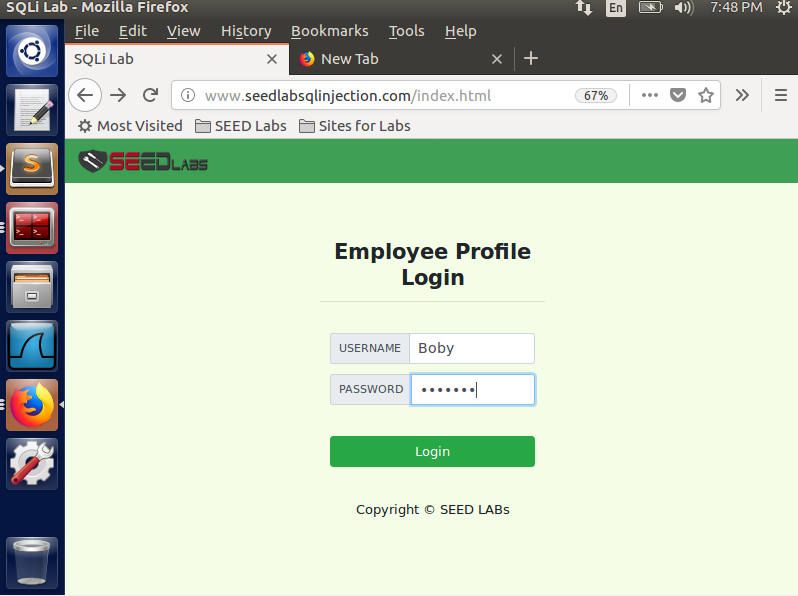 SQLi Lab - Mozilla Firefox
En
7:48 PM
File Edit View History Bookmarks Tools Help
SQLi Lab
New Tab
www.seedlabsqlinjection.com/index.html
67%
Most Visited
SEED Labs
Sites for Labs
SEEDLABS
Employee Profile
Login
USERNAME Boby
PASSWORD •••••••
Login
Copyright © SEED LABs